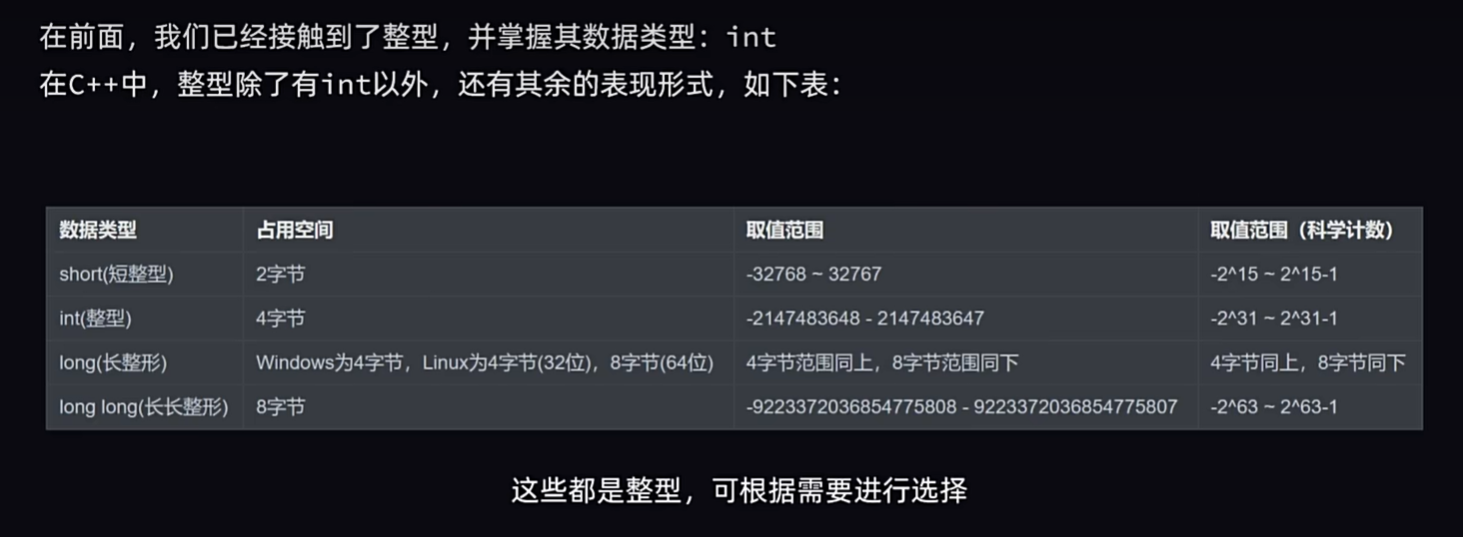 在前面，我们已经接触到了整型，并掌握其数据类型：int
在C++中，整型除了有int以外，还有其余的表现形式，如下表：
数据类型 占用空间 取值范围 取值范围（科学计数）
short(短整型) 2字节 -32768 ~ 32767 -2^15 ~ 2^15-1
int(整型) 4字节 -2147483648 - 2147483647 -2^31 ~ 2^31-1
long(长整形) Windows为4字节，Linux为4字节(32位)，8字节(64位) 4字节范围同上，8字节范围同下 4字节同上，8字节同下
long long(长长整形) 8字节 -9223372036854775808 - 9223372036854775807 -2^63 ~ 2^63-1
这些都是整型，可根据需要进行选择